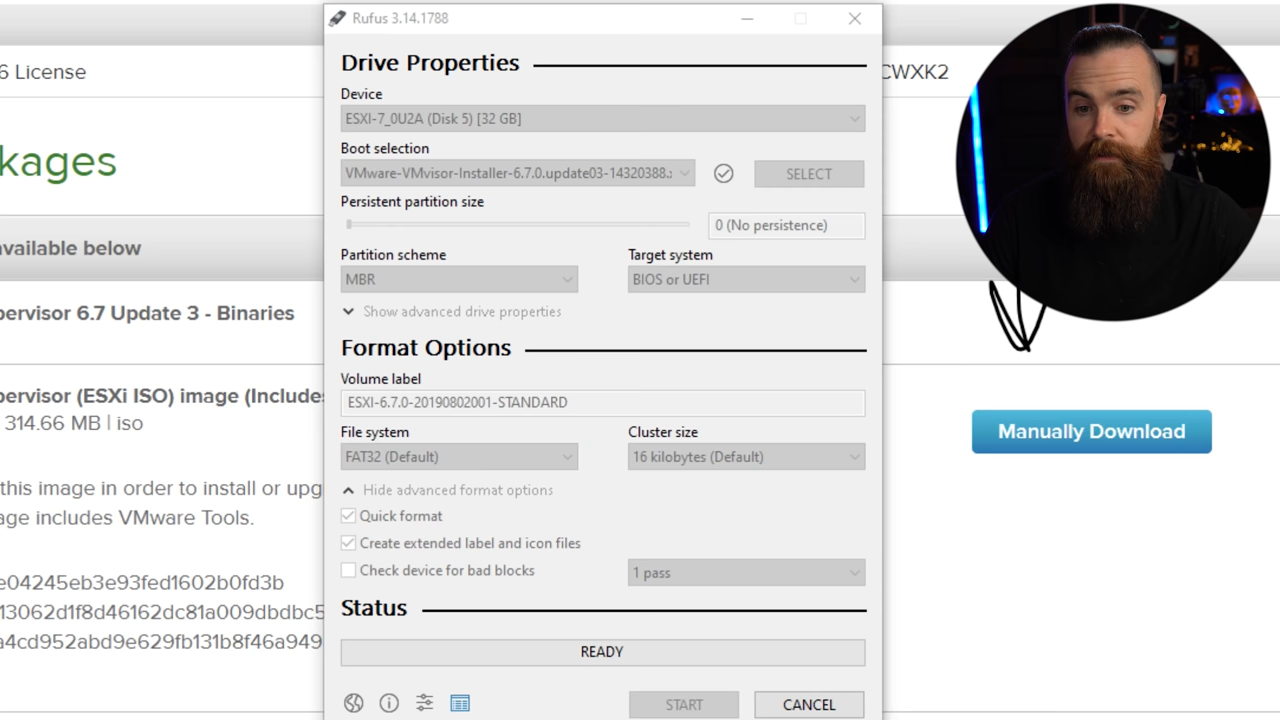 Rufus 3.14.1788
6 License
CWXK2
Drive Properties
Device
ESXI-7_0U2A (Disk 5) [32 GB]
kages
Boot selection
VMware-VMvisor-Installer-6.7.0.update03-14320388.
SELECT
Persistent partition size
0 (No persistence)
available below
Partition scheme
Target system
MBR
BIOS or UEFI
Show advanced drive properties
pervisor 6.7 Update 3 - Binaries
Format Options
Volume label
pervisor (ESXi ISO) image (Include
ESXI-6.7.0-20190802001-STANDARD
314.66 MB | iso
File system
Cluster size
Manually Download
FAT32 (Default)
16 kilobytes (Default)
this image in order to install or upg
Hide advanced format options
age includes VMware Tools.
Quick format
Create extended label and icon files
Check device for bad blocks
1 pass
e04245eb3e93fed1602b0fd3b
13062d1f8d46162dc81a009dbdbc5
a4cd952abd9e629fb131b8f46a949
Status
READY
START
CANCEL